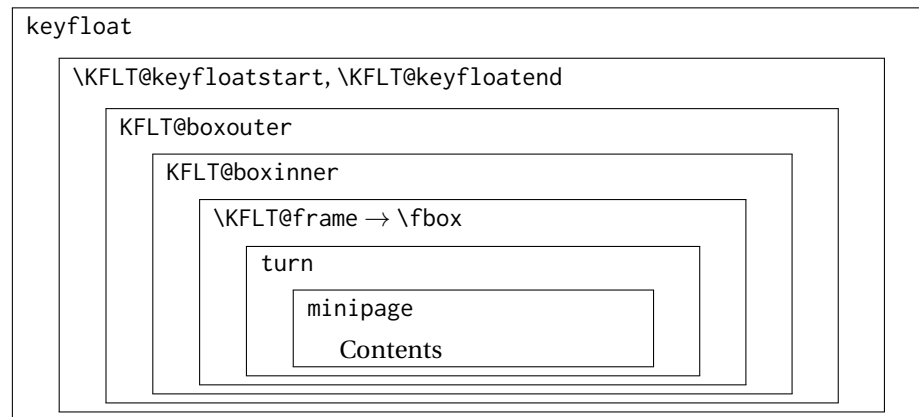 keyfloat
\KFLT@keyfloatstart, \KFLT@keyfloatend
KFLT@boxouter
KFLT@boxinner
\KFLT@frame → \fbox
turn
minipage
Contents